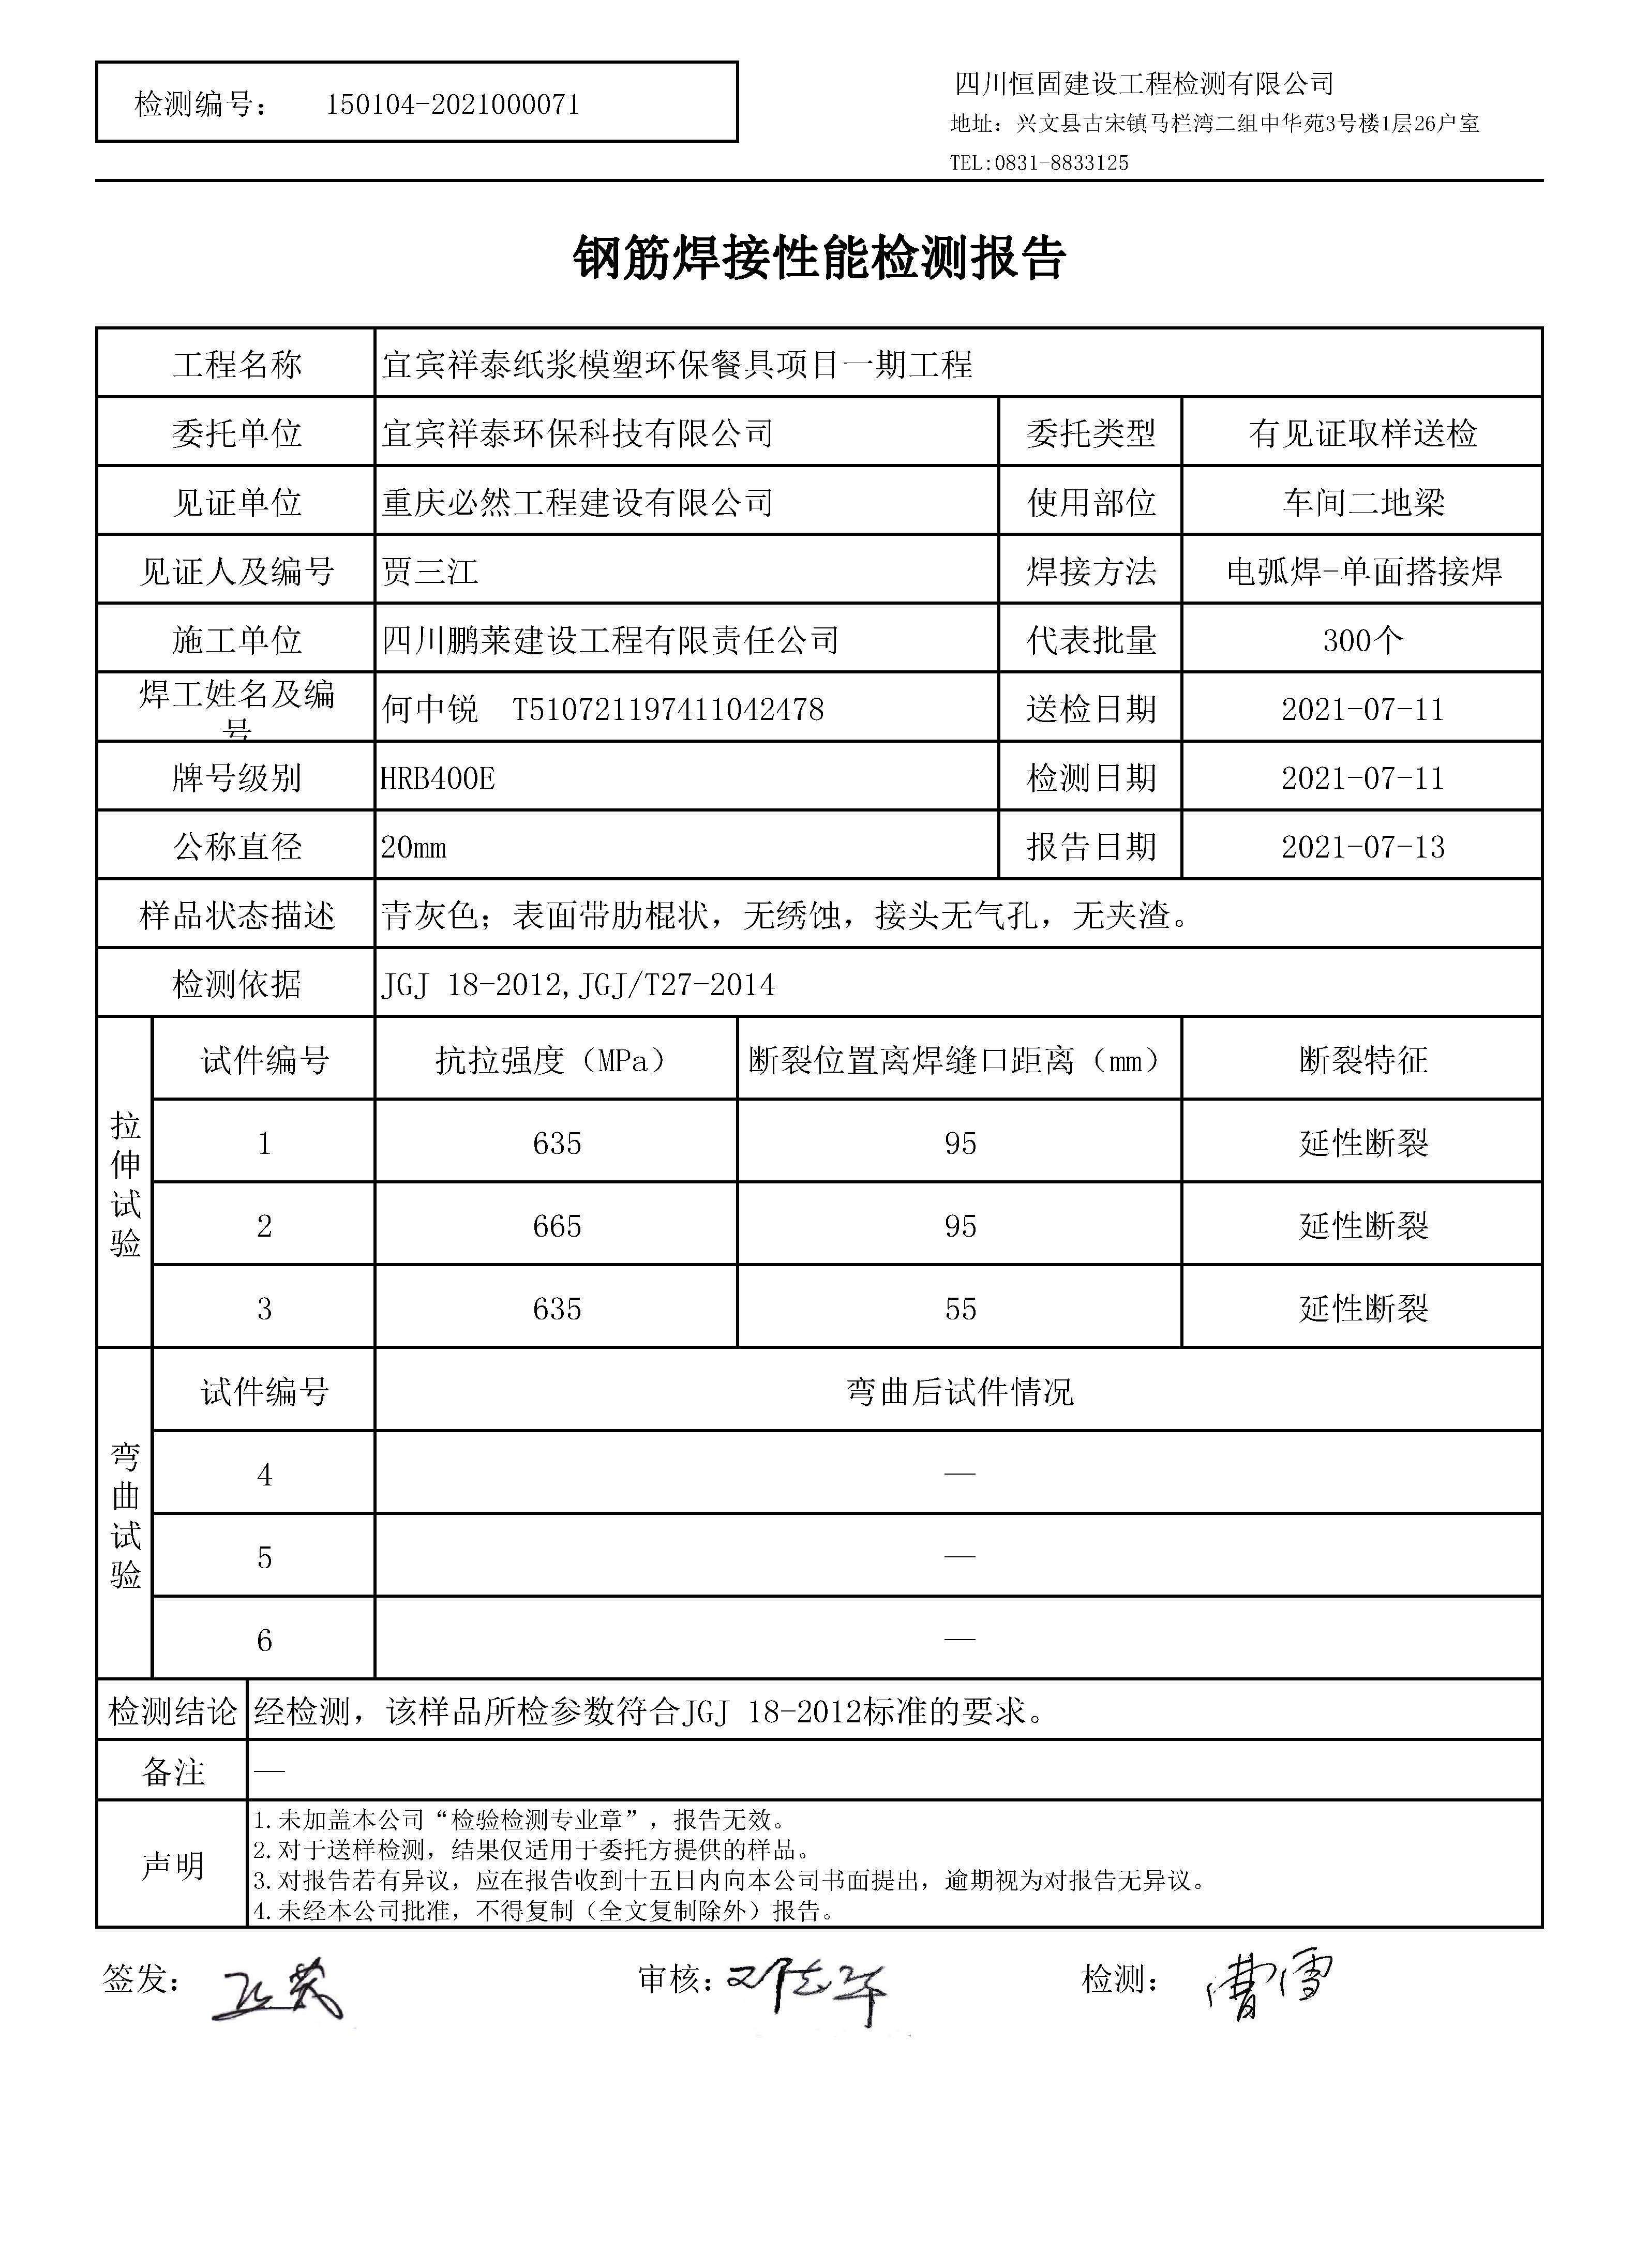 检测编号： 150104-2021000071
四川恒固建设工程检测有限公司
地址：兴文县古宋镇马栏湾二组中华苑3号楼1层26户室
TEL:0831-8833125
钢筋焊接性能检测报告
工程名称 宜宾祥泰纸浆模塑环保餐具项目一期工程
委托单位 宜宾祥泰环保科技有限公司 委托类型 有见证取样送检
见证单位 重庆必然工程建设有限公司 使用部位 车间二地梁
见证人及编号 贾三江 焊接方法 电弧焊-单面搭接焊
施工单位 四川鹏莱建设工程有限责任公司 代表批量 300个
焊工姓名及编号 何中锐 T510721197411042478 送检日期 2021-07-11
牌号级别 HRB400E 检测日期 2021-07-11
公称直径 20mm 报告日期 2021-07-13
样品状态描述 青灰色；表面带肋棍状，无绣蚀，接头无气孔，无夹渣。
检测依据 JGJ 18-2012,JGJ/T27-2014
拉伸试验
试件编号 抗拉强度（MPa） 断裂位置离焊缝口距离（mm） 断裂特征
1 635 95 延性断裂
2 665 95 延性断裂
3 635 55 延性断裂
弯曲试验
试件编号 弯曲后试件情况
4 —
5 —
6 —
检测结论 经检测，该样品所检参数符合JGJ 18-2012标准的要求。
备注 —
声明
1.未加盖本公司“检验检测专业章”，报告无效。
2.对于送样检测，结果仅适用于委托方提供的样品。
3.对报告若有异议，应在报告收到十五日内向本公司书面提出，逾期视为对报告无异议。
4.未经本公司批准，不得复制（全文复制除外）报告。
签发： 审核： 检测： 曹雪